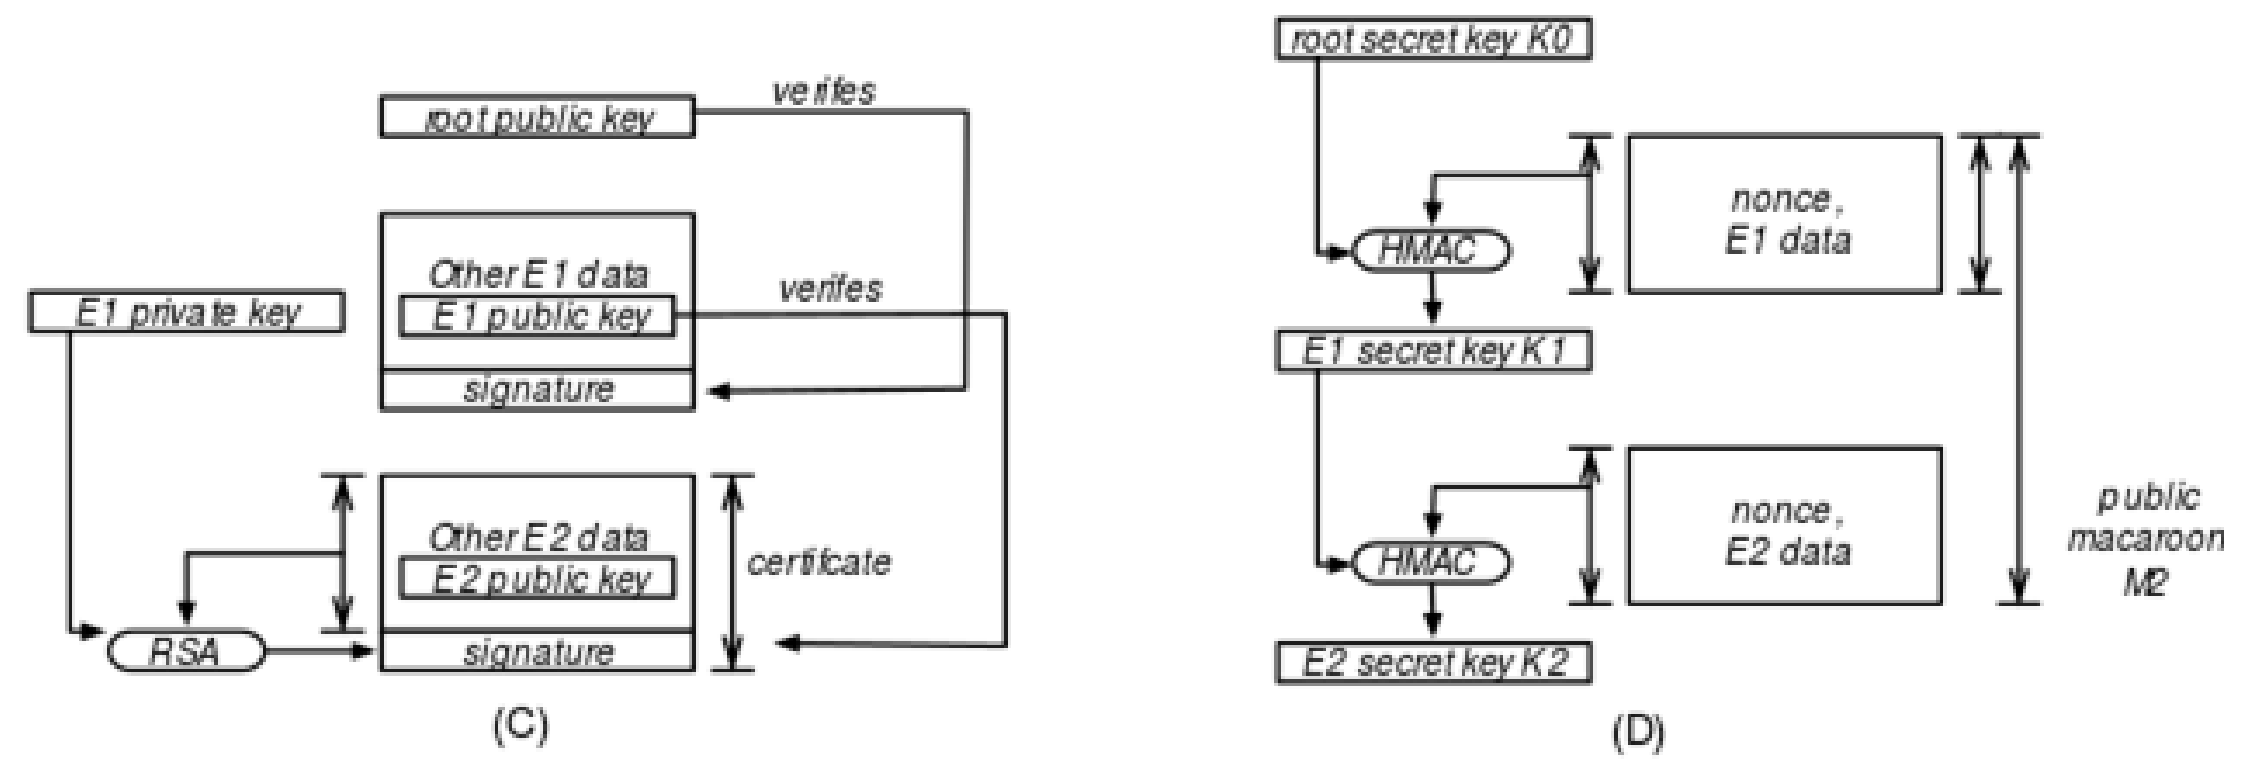 root public key
verifes
Other E1 data
E1 public key
signature
verifes
E1 private key
Other E2 data
E2 public key
signature
certifcate
RSA
(C)
root secret key K0
HMAC
nonce,
E1 data
E1 secret key K1
HMAC
nonce,
E2 data
E2 secret key K2
public
macaroon
M2
(D)